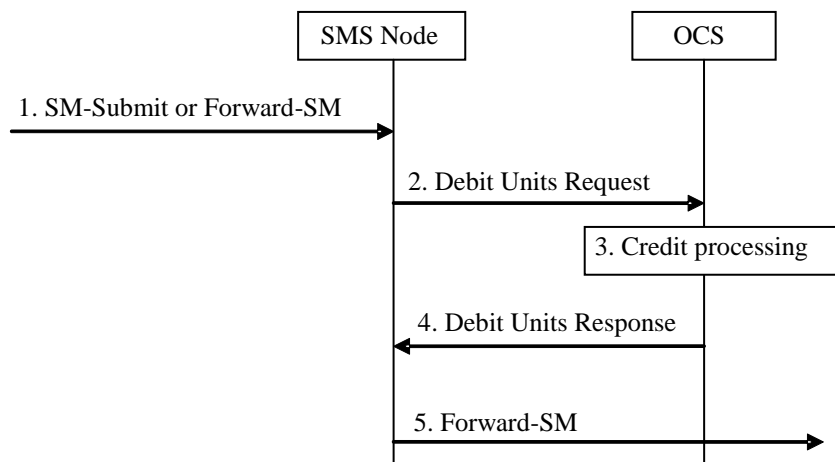 SMS Node
OCS
1. SM-Submit or Forward-SM
2. Debit Units Request
3. Credit processing
4. Debit Units Response
5. Forward-SM